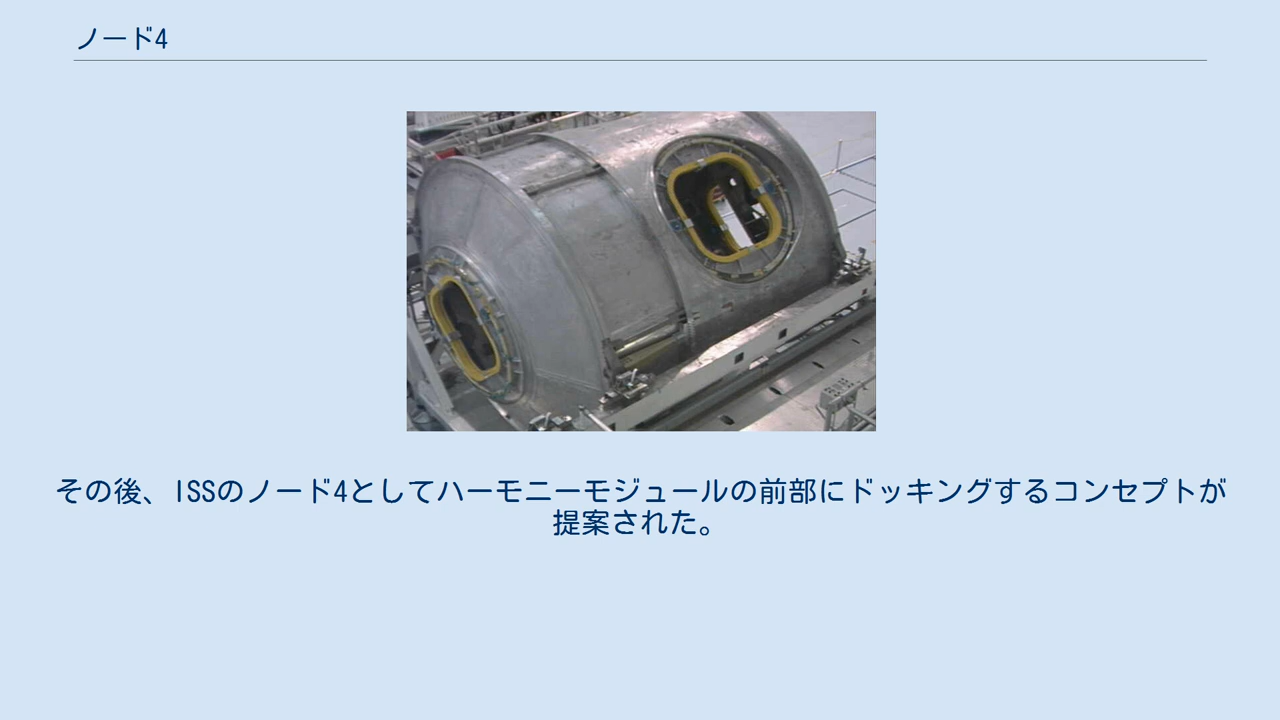 ノード4
その後、ISSのノード4としてハーモニーモジュールの前部にドッキングするコンセプトが
提案された。